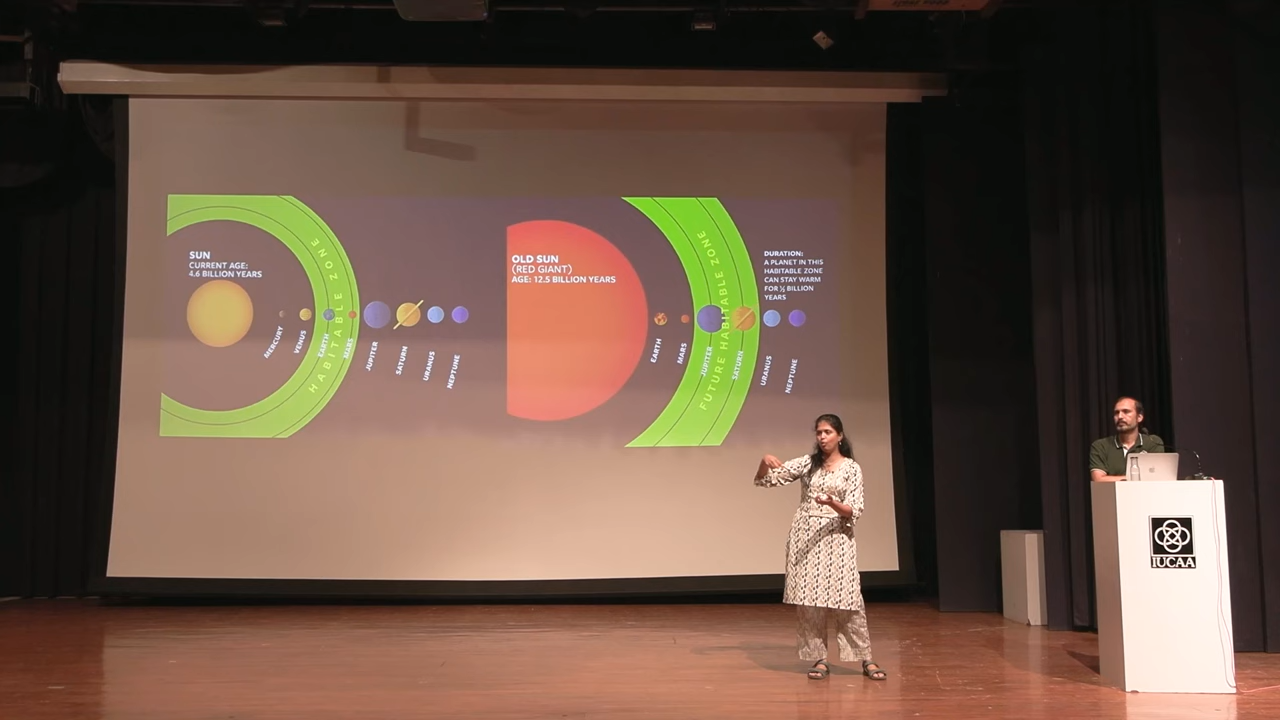 SUN
CURRENT AGE:
4.6 BILLION YEARS
MERCURY
VENUS
EARTH
MARS
HABITABLE ZONE
JUPITER
SATURN
URANUS
NEPTUNE
OLD SUN
(RED GIANT)
AGE: 12.5 BILLION YEARS
EARTH
MARS
JUPITER
FUTURE HABITABLE ZONE
SATURN
URANUS
NEPTUNE
DURATION:
A PLANET IN THIS
HABITABLE ZONE
CAN STAY WARM
FOR ½ BILLION
YEARS
IUCAA